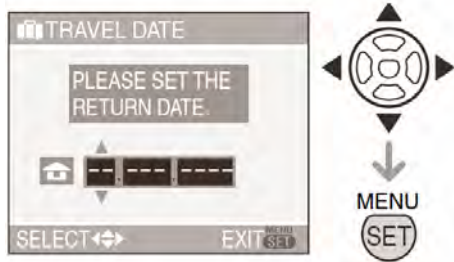 TRAVEL DATE
PLEASE SET THE
RETURN DATE.
--.---.----
SELECT
EXIT MENU SET
MENU
SET